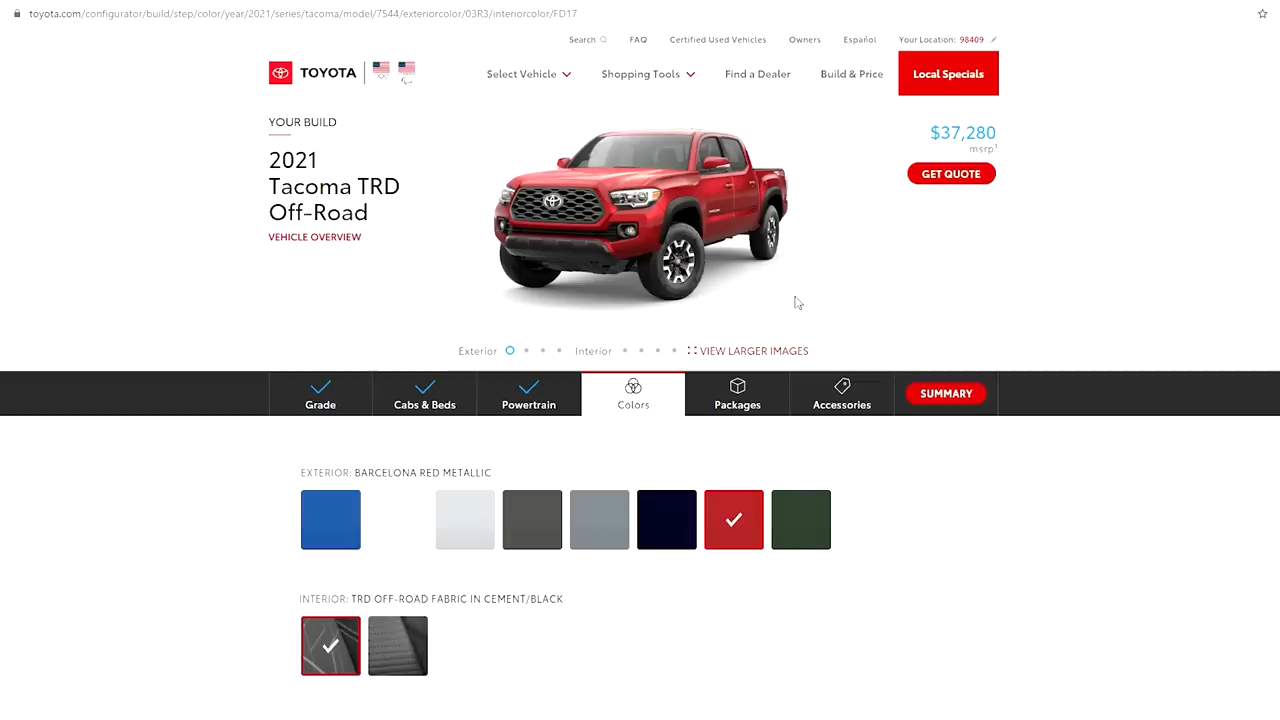 toyota.com/configurator/build/step/color/year/2021/series/tacoma/model/7544/exteriorcolor/03R3/interiorcolor/FD17
Search FAQ Certified Used Vehicles Owners Español Your Location: 98409
TOYOTA Select Vehicle Shopping Tools Find a Dealer Build & Price Local Specials
YOUR BUILD
2021
Tacoma TRD
Off-Road
VEHICLE OVERVIEW
$37,280
msrp¹
GET QUOTE
Exterior Interior VIEW LARGER IMAGES
Grade Cabs & Beds Powertrain Colors Packages Accessories SUMMARY
EXTERIOR: BARCELONA RED METALLIC
INTERIOR: TRD OFF-ROAD FABRIC IN CEMENT/BLACK